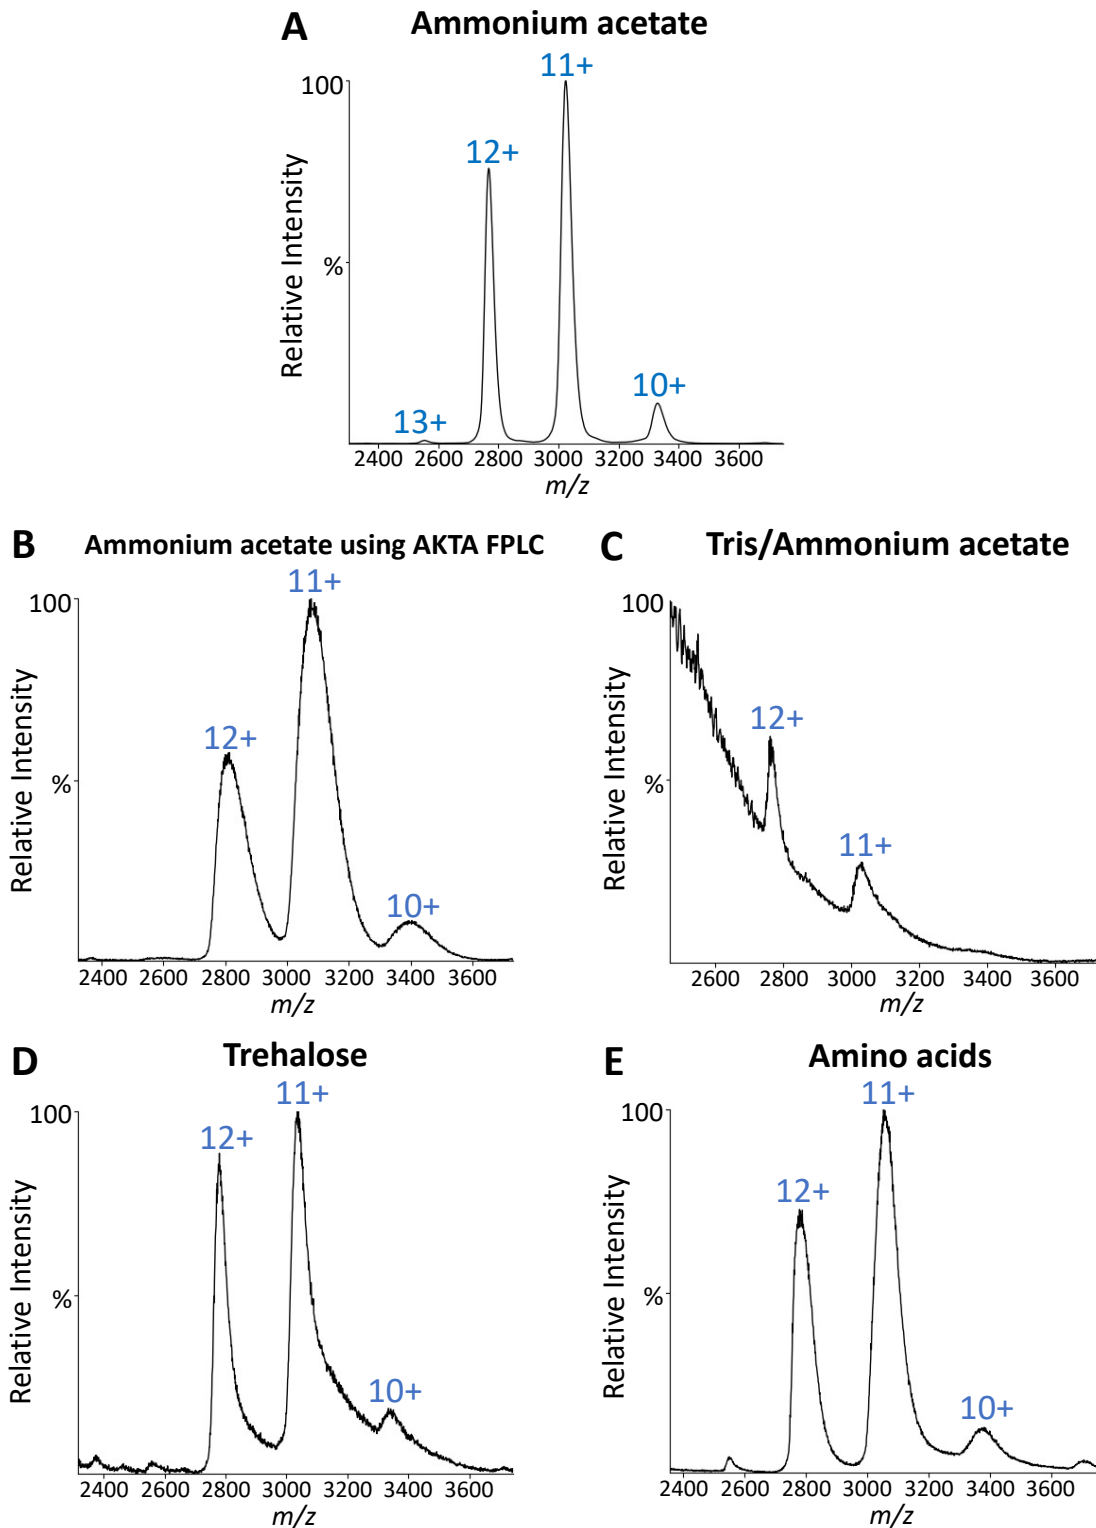 A Ammonium acetate
11+
100
12+
Relative Intensity
%
10+
13+
2400 2600 2800 3000 3200 3400 3600
m/z
B Ammonium acetate using AKTA FPLC
11+
100
12+
Relative Intensity
%
10+
2400 2600 2800 3000 3200 3400 3600
m/z
C Tris/Ammonium acetate
100
12+
Relative Intensity
%
11+
2600 2800 3000 3200 3400 3600
m/z
D Trehalose
11+
100
12+
Relative Intensity
%
10+
2400 2600 2800 3000 3200 3400 3600
m/z
E Amino acids
11+
100
12+
Relative Intensity
%
10+
2400 2600 2800 3000 3200 3400 3600
m/z